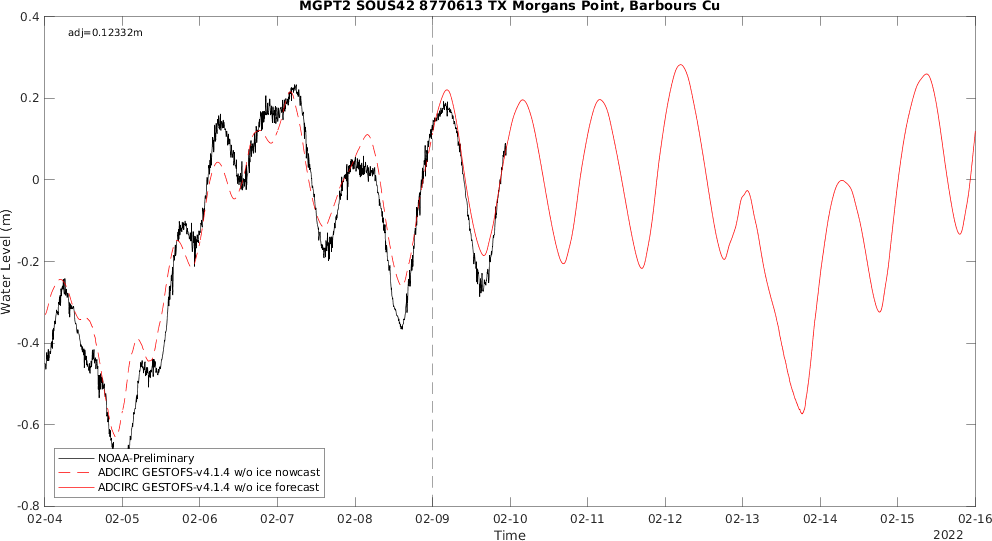 MGPT2 SOUS42 8770613 TX Morgans Point, Barbours Cu
adj=0.12332m
0.4
0.2
0
-0.2
-0.4
-0.6
-0.8
Water Level (m)
NOAA-Preliminary
ADCIRC GESTOFS-v4.1.4 w/o ice nowcast
ADCIRC GESTOFS-v4.1.4 w/o ice forecast
02-04 02-05 02-06 02-07 02-08 02-09 02-10 02-11 02-12 02-13 02-14 02-15 02-16
Time
2022